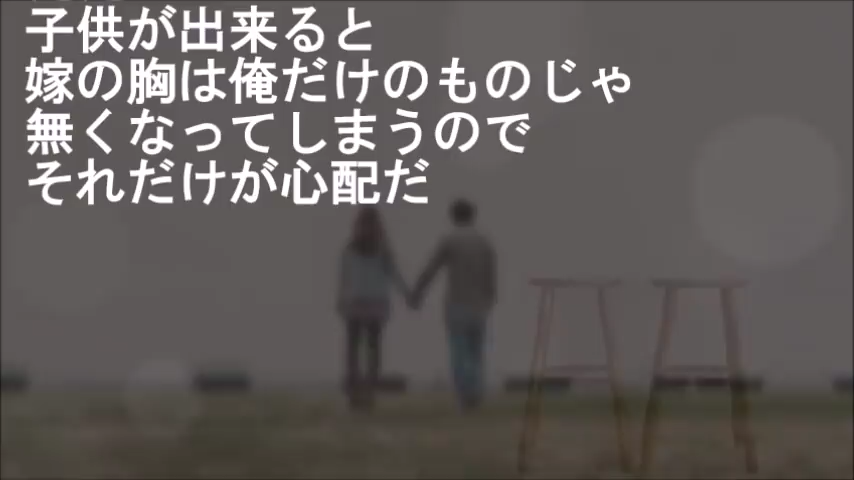 子供が出来ると
嫁の胸は俺だけのものじゃ
無くなってしまうので
それだけが心配だ